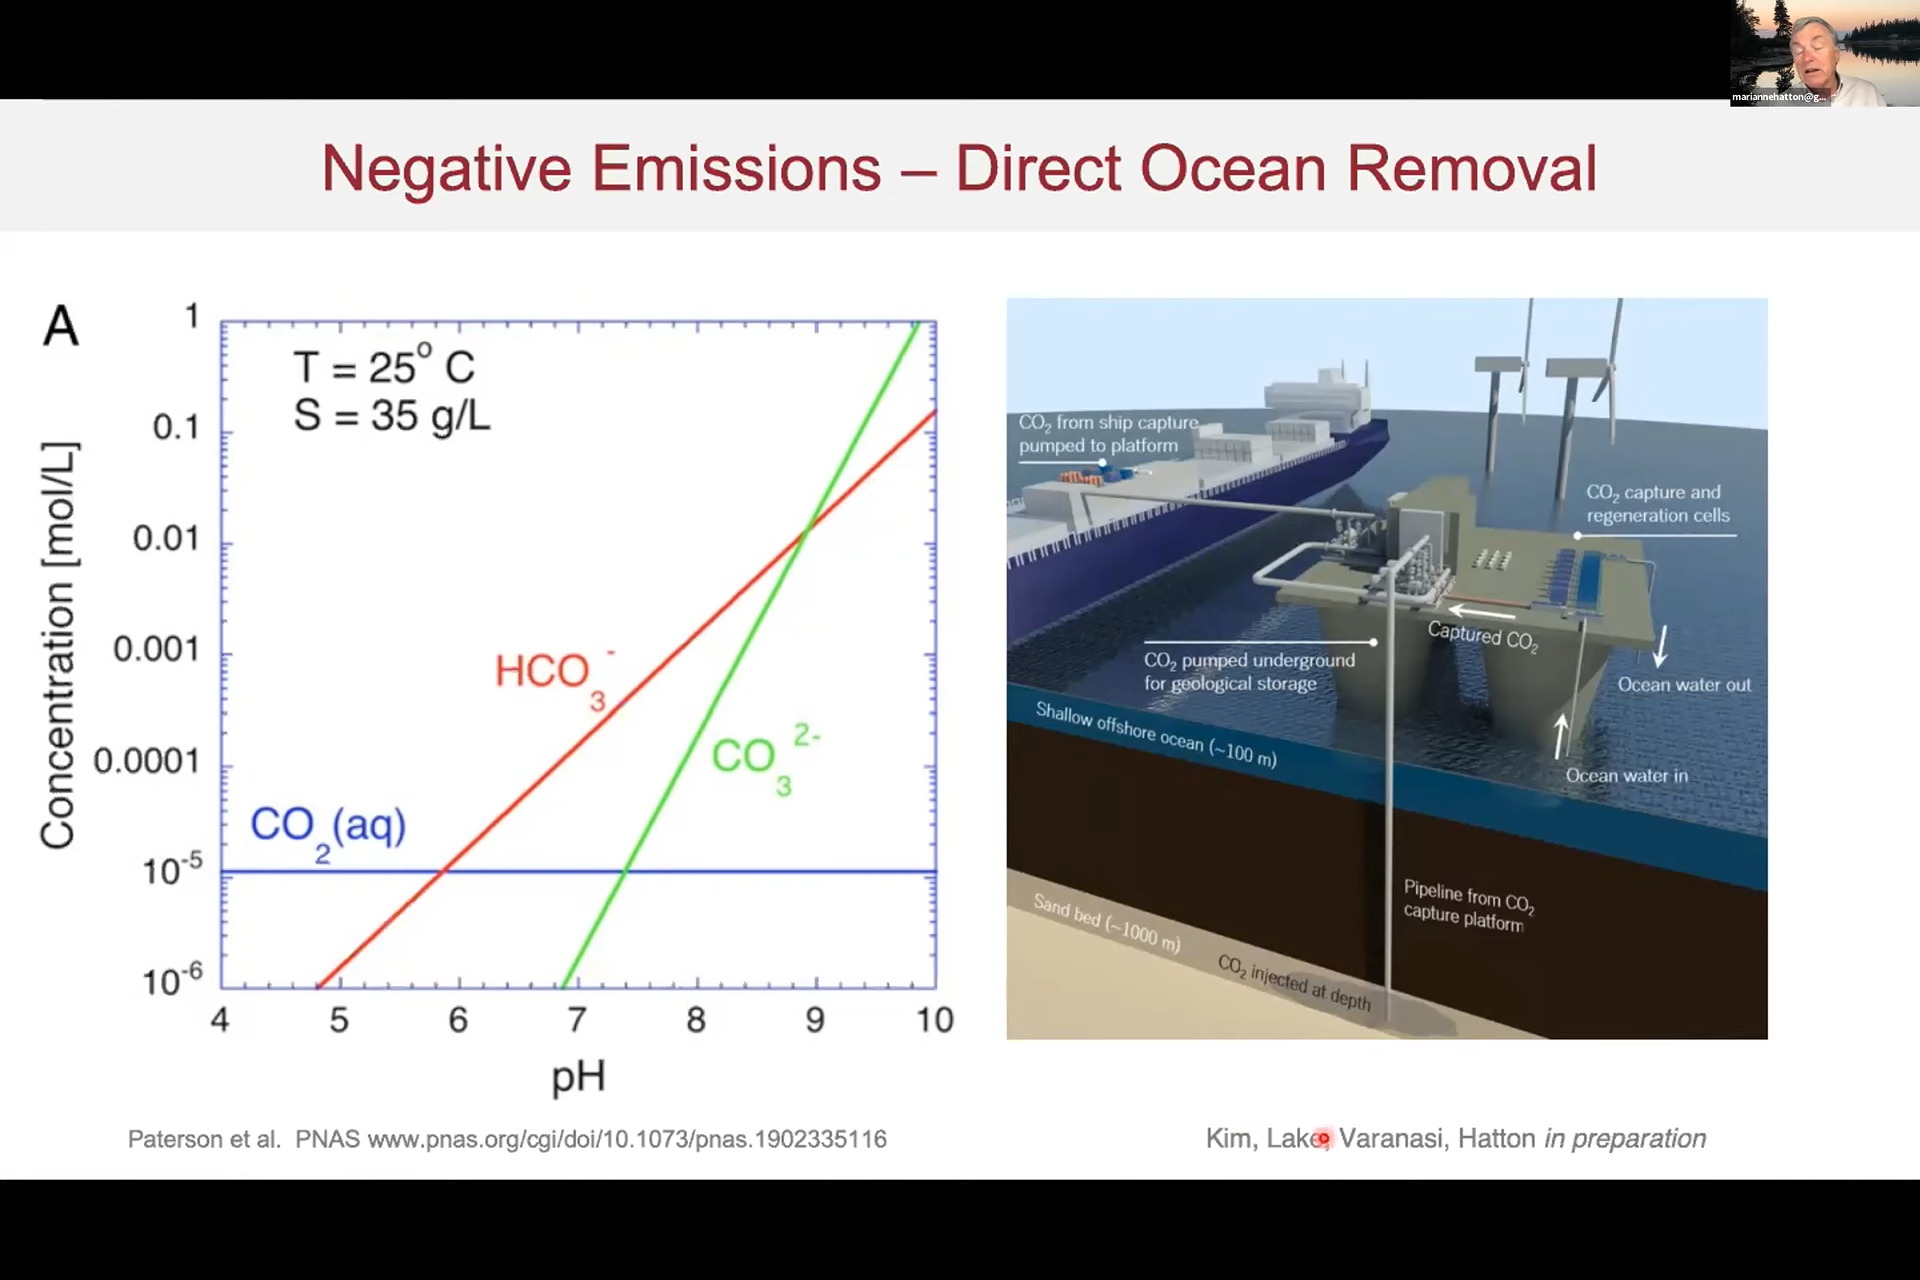 mariannehatton@g...
Negative Emissions – Direct Ocean Removal
A
T = 25° C
S = 35 g/L
Concentration [mol/L]
1
0.1
0.01
0.001
0.0001
10⁻⁵
10⁻⁶
HCO₃⁻
CO₃²⁻
CO₂(aq)
4 5 6 7 8 9 10
pH
Paterson et al. PNAS www.pnas.org/cgi/doi/10.1073/pnas.1902335116
CO₂ from ship capture
pumped to platform
CO₂ capture and
regeneration cells
Captured CO₂
CO₂ pumped underground
for geological storage
Ocean water out
Ocean water in
Shallow offshore ocean (~100 m)
Pipeline from CO₂
capture platform
Sand bed (~1000 m)
CO₂ injected at depth
Kim, Lake, Varanasi, Hatton in preparation